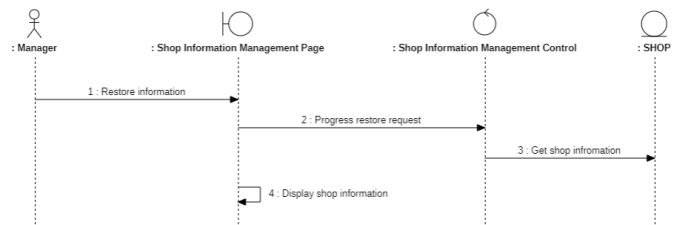 : Manager
: Shop Information Management Page
: Shop Information Management Control
: SHOP
1 : Restore information
2 : Progress restore request
3 : Get shop infromation
4 : Display shop information